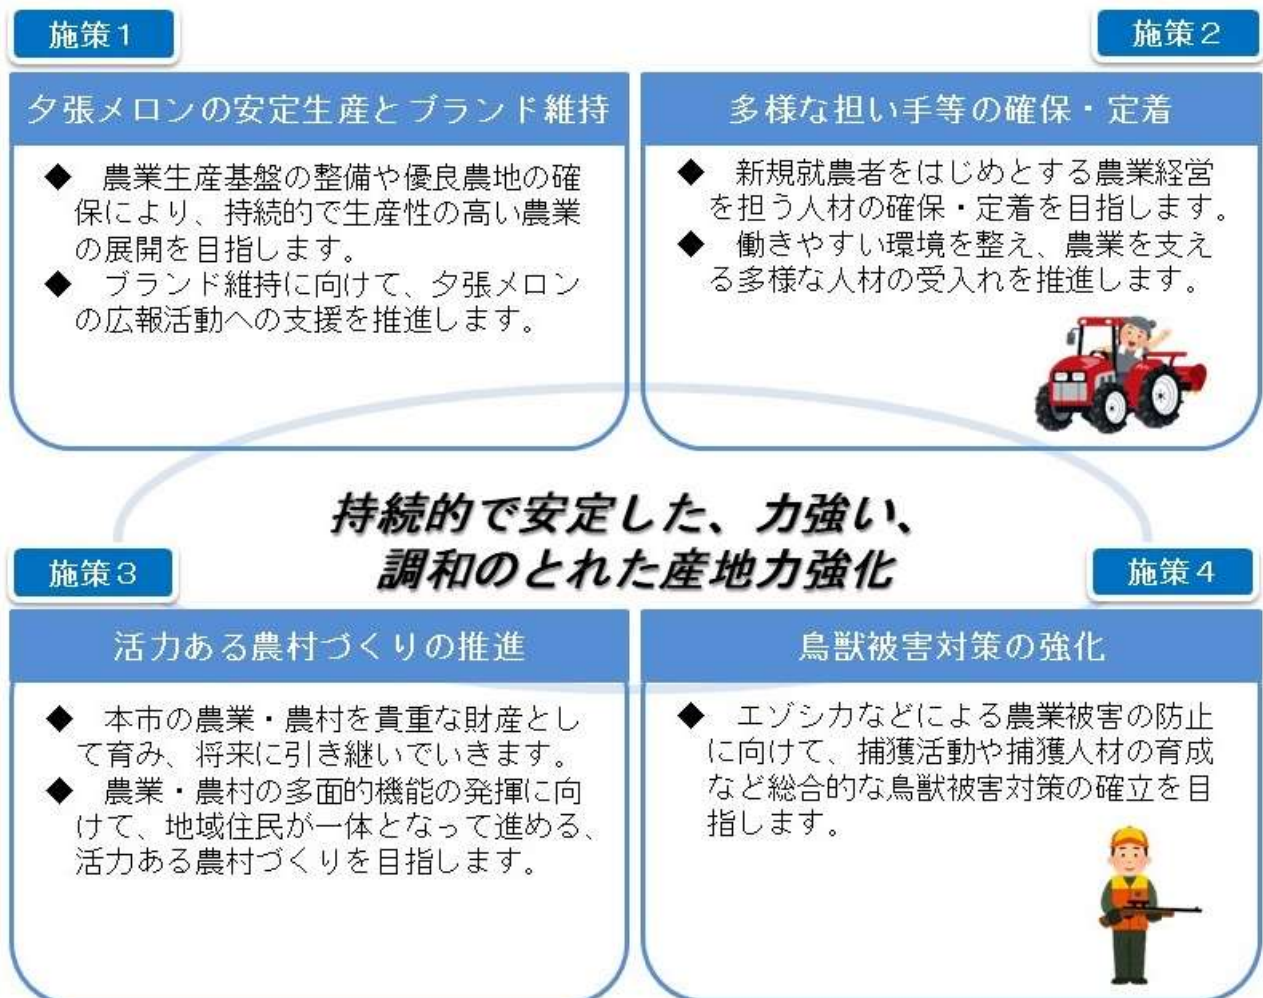 施策１
施策２
夕張メロンの安定生産とブランド維持
◆　農業生産基盤の整備や優良農地の確
保により、持続的で生産性の高い農業
の展開を目指します。
◆　ブランド維持に向けて、夕張メロン
の広報活動への支援を推進します。
多様な担い手等の確保・定着
◆　新規就農者をはじめとする農業経営
を担う人材の確保・定着を目指します。
◆　働きやすい環境を整え、農業を支え
る多様な人材の受入れを推進します。
持続的で安定した、力強い、
調和のとれた産地力強化
施策３
施策４
活力ある農村づくりの推進
◆　本市の農業・農村を貴重な財産とし
て育み、将来に引き継いでいきます。
◆　農業・農村の多面的機能の発揮に向
けて、地域住民が一体となって進める、
活力ある農村づくりを目指します。
鳥獣被害対策の強化
◆　エゾシカなどによる農業被害の防止
に向けて、捕獲活動や捕獲人材の育成
など総合的な鳥獣被害対策の確立を目
指します。